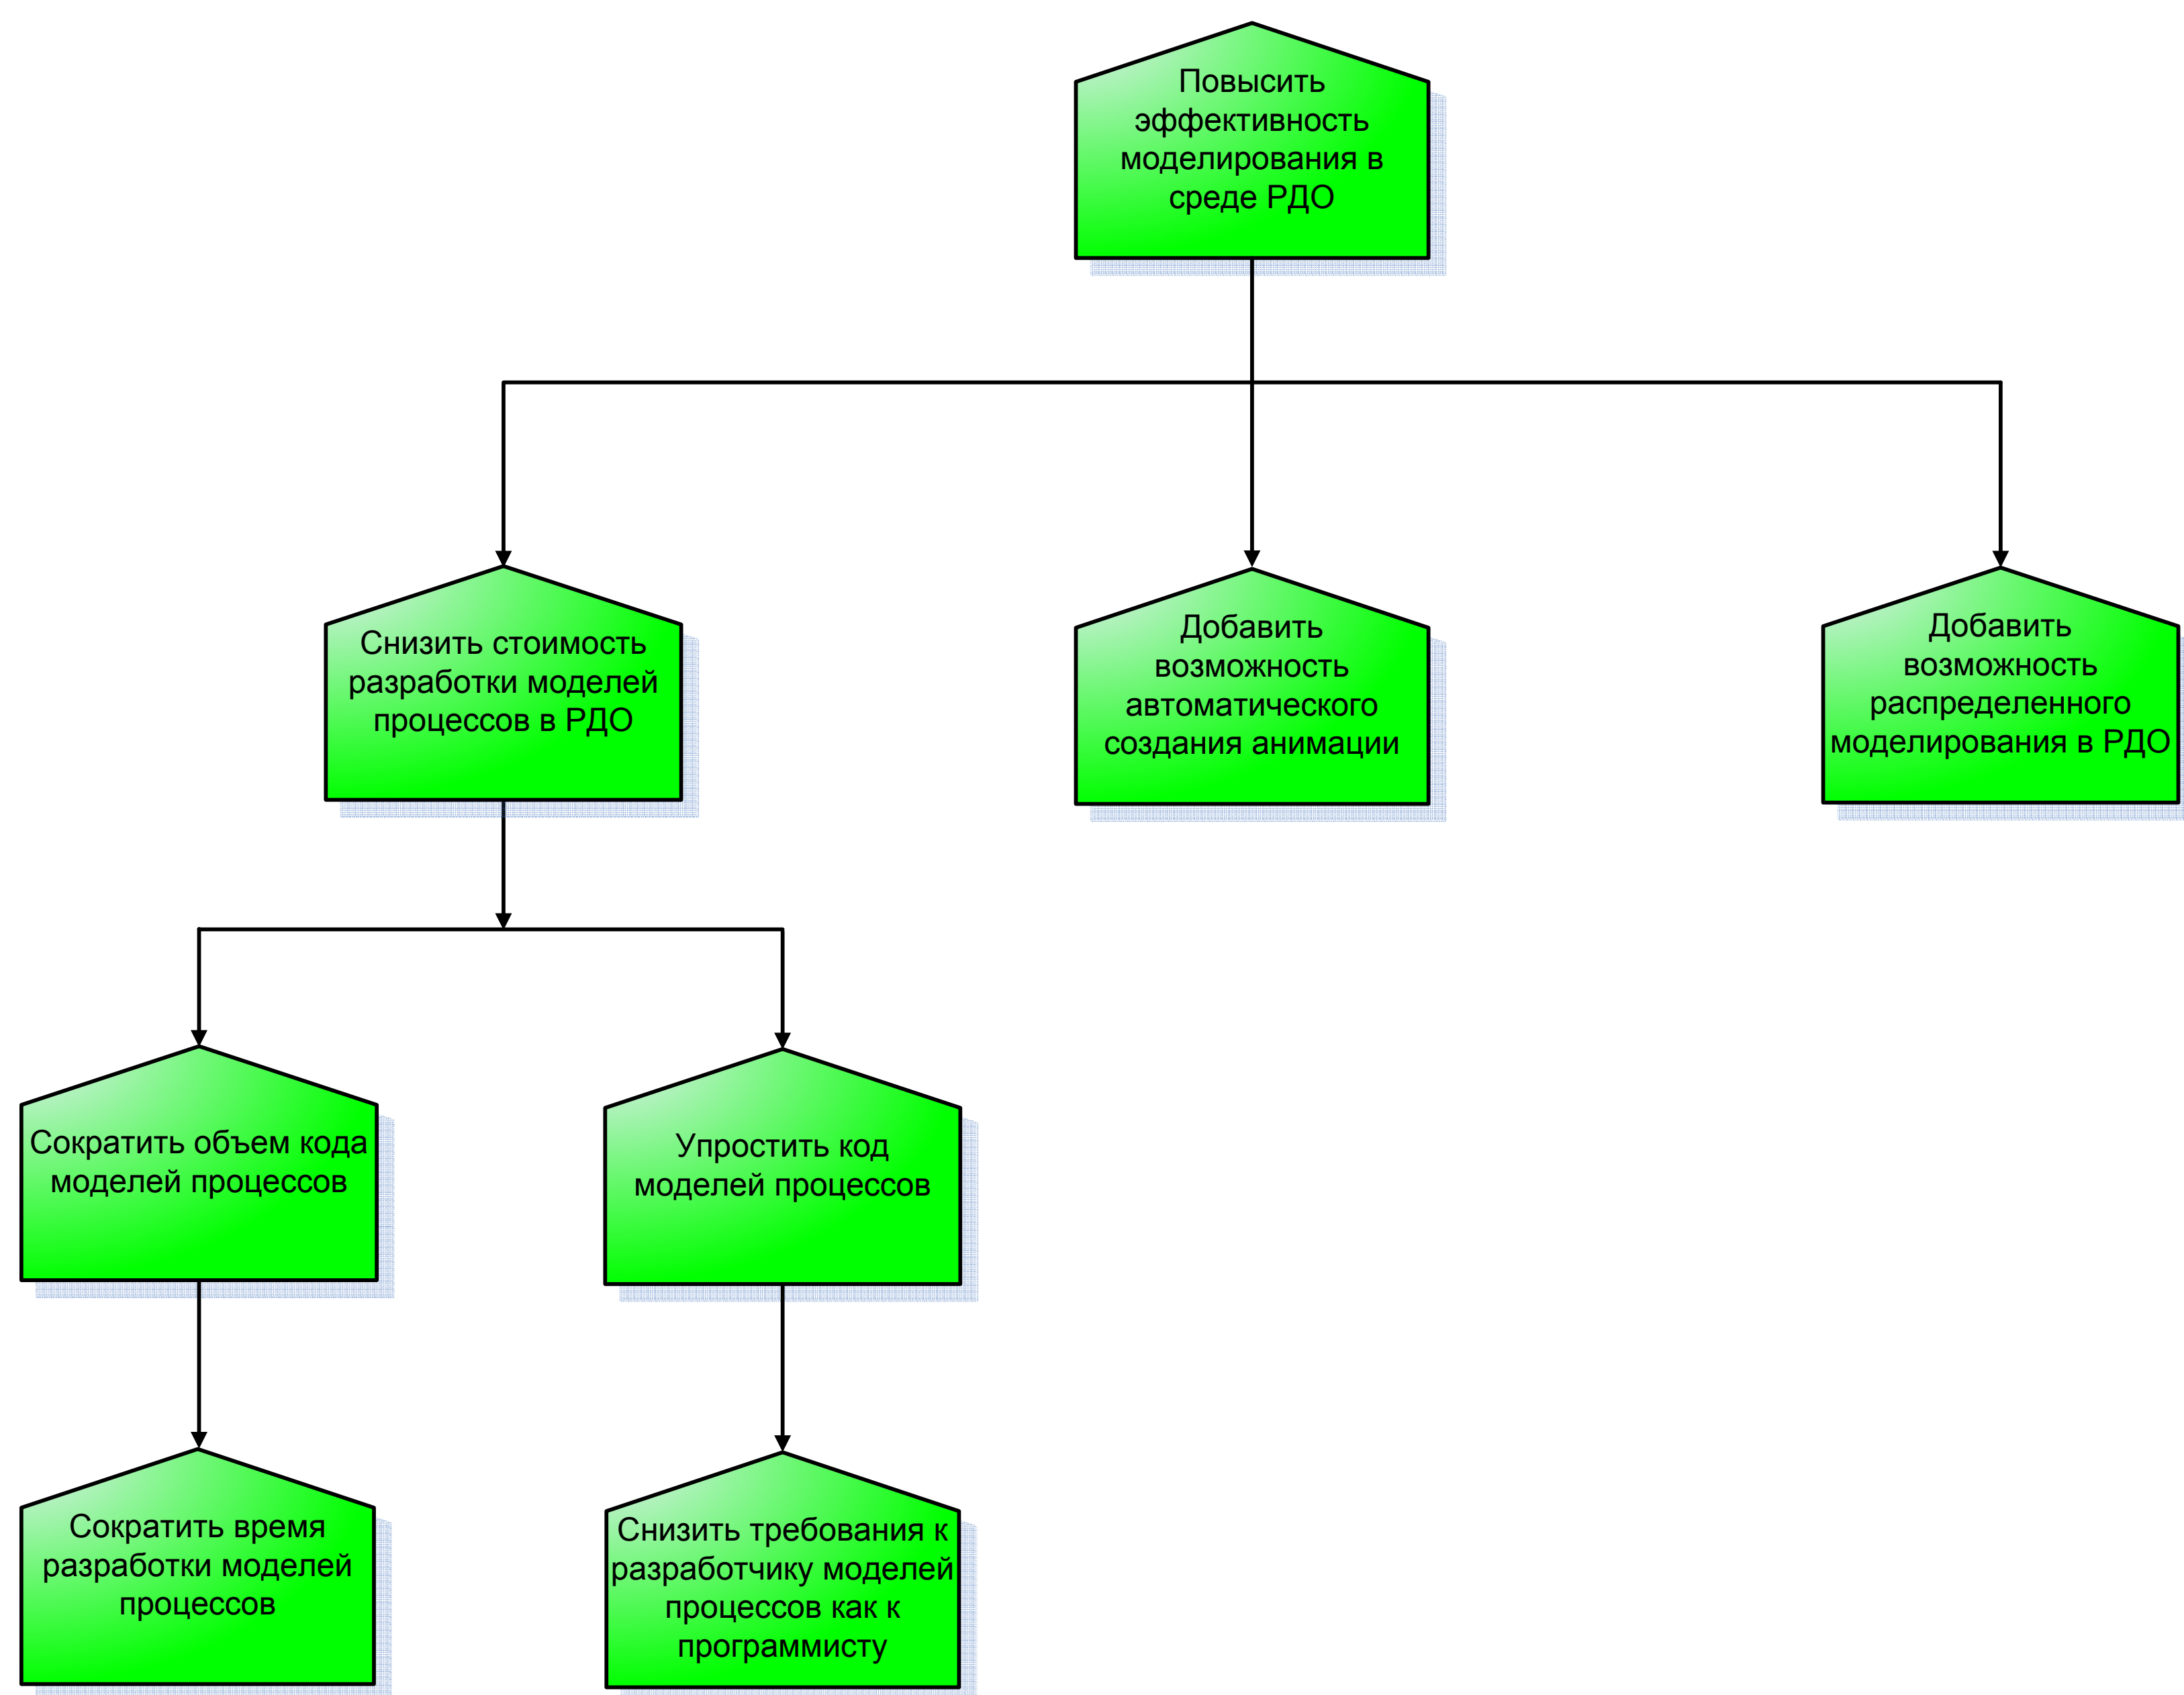 Повысить
эффективность
моделирования в
среде РДО
Снизить стоимость
разработки моделей
процессов в РДО
Добавить
возможность
автоматического
создания анимации
Добавить
возможность
распределенного
моделирования в РДО
Сократить объем кода
моделей процессов
Упростить код
моделей процессов
Сократить время
разработки моделей
процессов
Снизить требования к
разработчику моделей
процессов как к
программисту